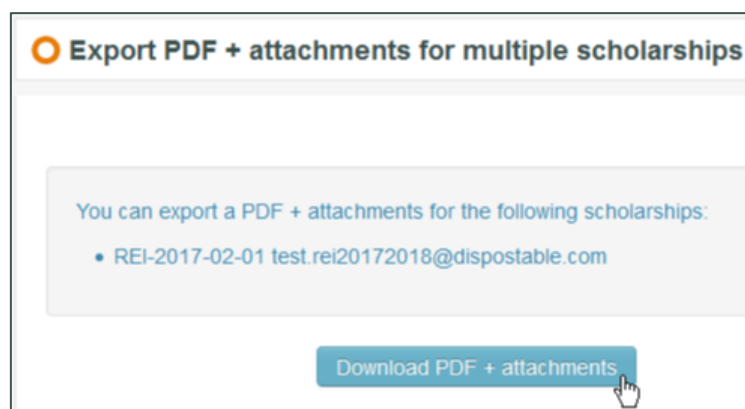 Export PDF + attachments for multiple scholarships
You can export a PDF + attachments for the following scholarships:
• REI-2017-02-01 test.rei20172018@dispostable.com
Download PDF + attachments